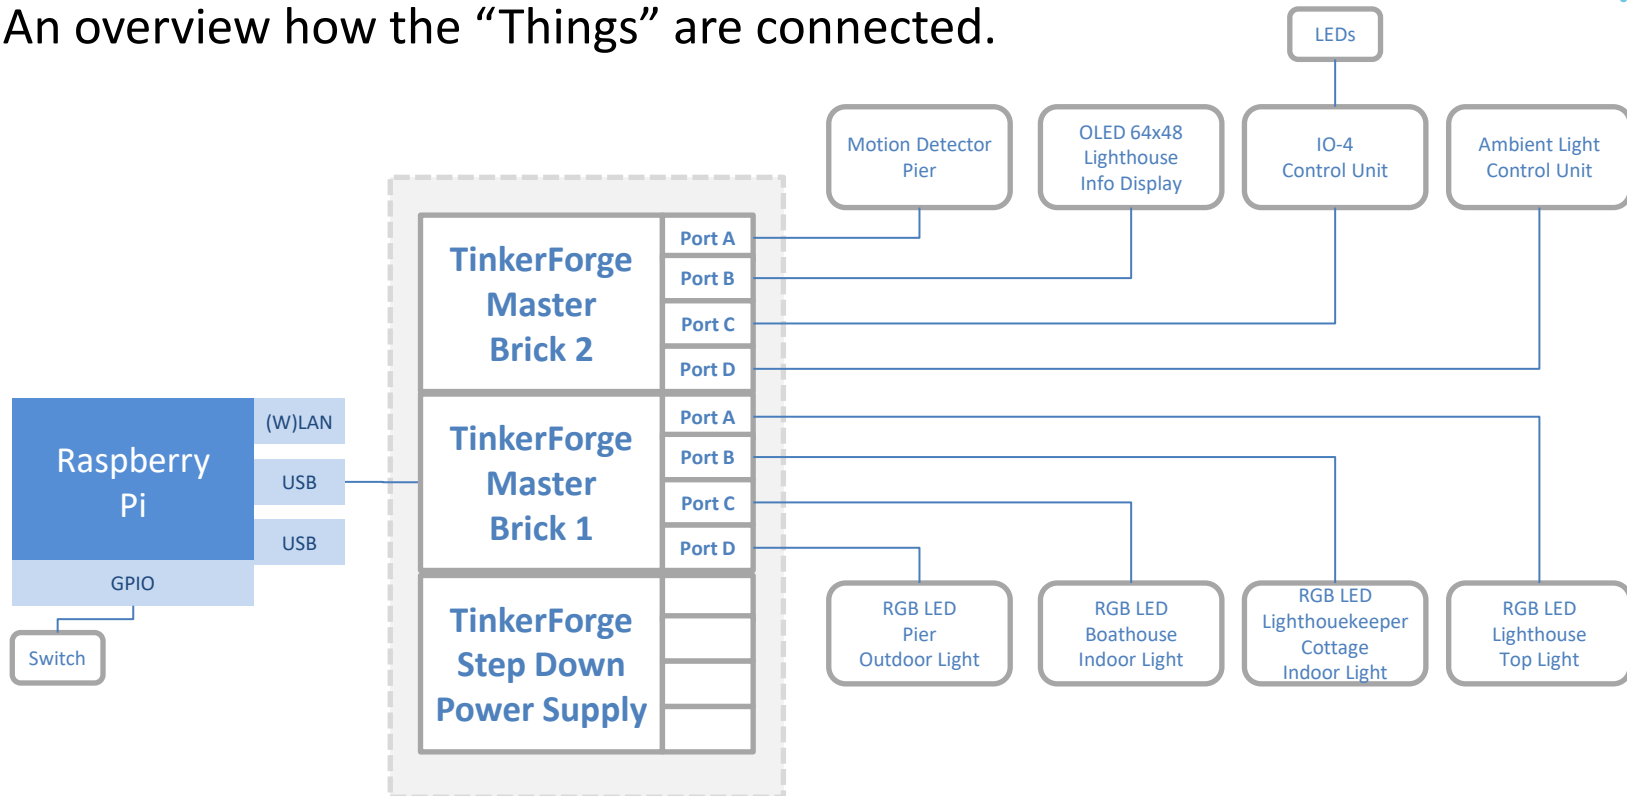 An overview how the “Things” are connected.
LEDs
Motion Detector
Pier
OLED 64x48
Lighthouse
Info Display
IO-4
Control Unit
Ambient Light
Control Unit
TinkerForge
Master
Brick 2
Port A
Port B
Port C
Port D
Raspberry
Pi
(W)LAN
USB
USB
GPIO
Switch
TinkerForge
Master
Brick 1
Port A
Port B
Port C
Port D
TinkerForge
Step Down
Power Supply
RGB LED
Pier
Outdoor Light
RGB LED
Boathouse
Indoor Light
RGB LED
Lighthouekeeper
Cottage
Indoor Light
RGB LED
Lighthouse
Top Light